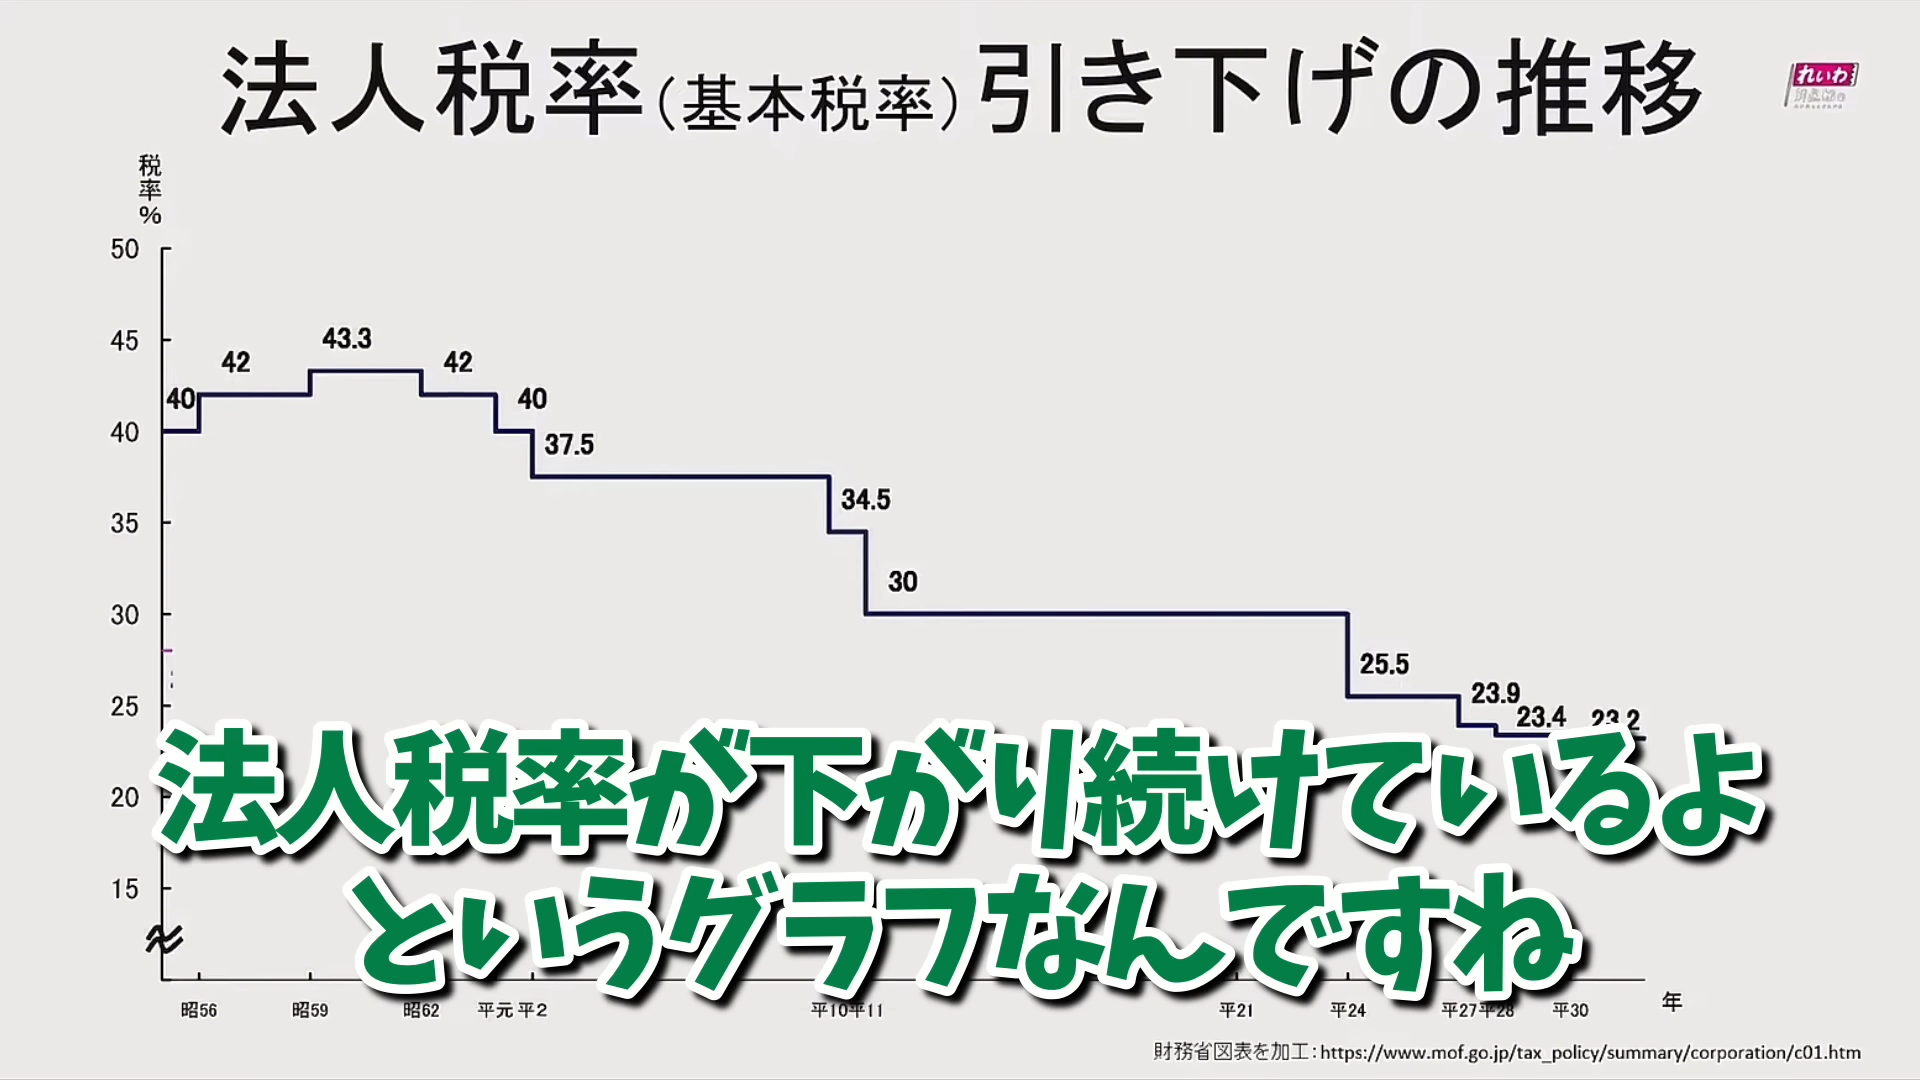 法人税率(基本税率)引き下げの推移
れいわ
税率%
50
45
40
35
30
25
20
15
40
42
43.3
42
40
37.5
34.5
30
25.5
23.9
23.4
23.2
法人税率が下がり続けているよ
というグラフなんですね
昭56 昭59 昭62 平元 平2 平10 平11 平21 平24 平27 平28 平30 年
財務省図表を加工:https://www.mof.go.jp/tax_policy/summary/corporation/c01.htm